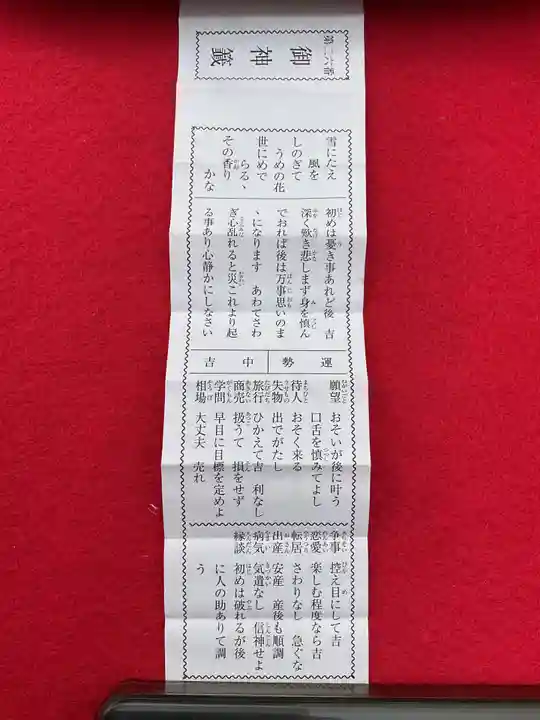 第二六番
御神籤
雪にたえ
風を
しのぎて
うめの花
世にめで
らるゝ
その香り
かな
初めは憂き事あれど後吉
深く歎き悲しまず身を慎ん
でおれば後は万事思いのま
ゝになります あわてさわ
ぎ心乱れると災これより起
る事あり心静かにしなさい
運勢 中吉
願望 おそいが後に叶う
口舌を慎みてよし
待人 おそく来る
失物 出でがたし
旅行 ひかえて吉 利なし
商売 扱うて 損をせず
学問 早目に目標を定めよ
相場 大丈夫 売れ
争事 控え目にして吉
恋愛 楽しむ程度なら吉
転居 さわりなし 急ぐな
出産 安産 産後も順調
病気 気遣なし 信神せよ
縁談 初めは破れるが後
に人の助ありて調
う